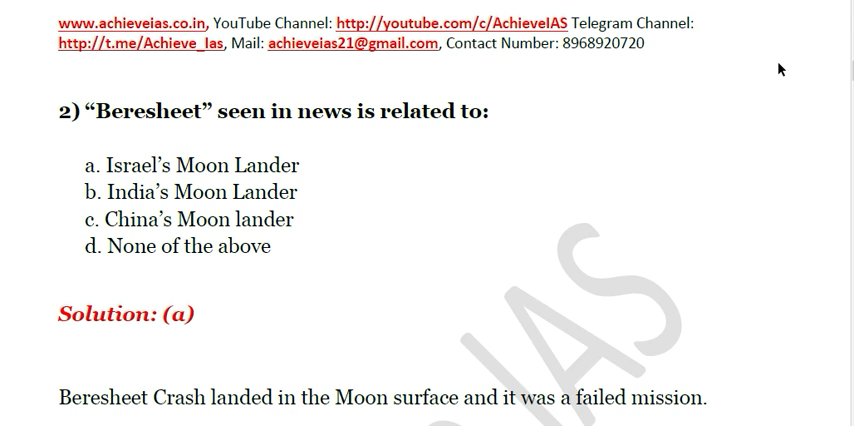 www.achieveias.co.in, YouTube Channel: http://youtube.com/c/AchieveIAS Telegram Channel:
http://t.me/Achieve_Ias, Mail: achieveias21@gmail.com, Contact Number: 8968920720
2) “Beresheet” seen in news is related to:
a. Israel’s Moon Lander
b. India’s Moon Lander
c. China’s Moon lander
d. None of the above
Solution: (a)
IAS
Beresheet Crash landed in the Moon surface and it was a failed mission.